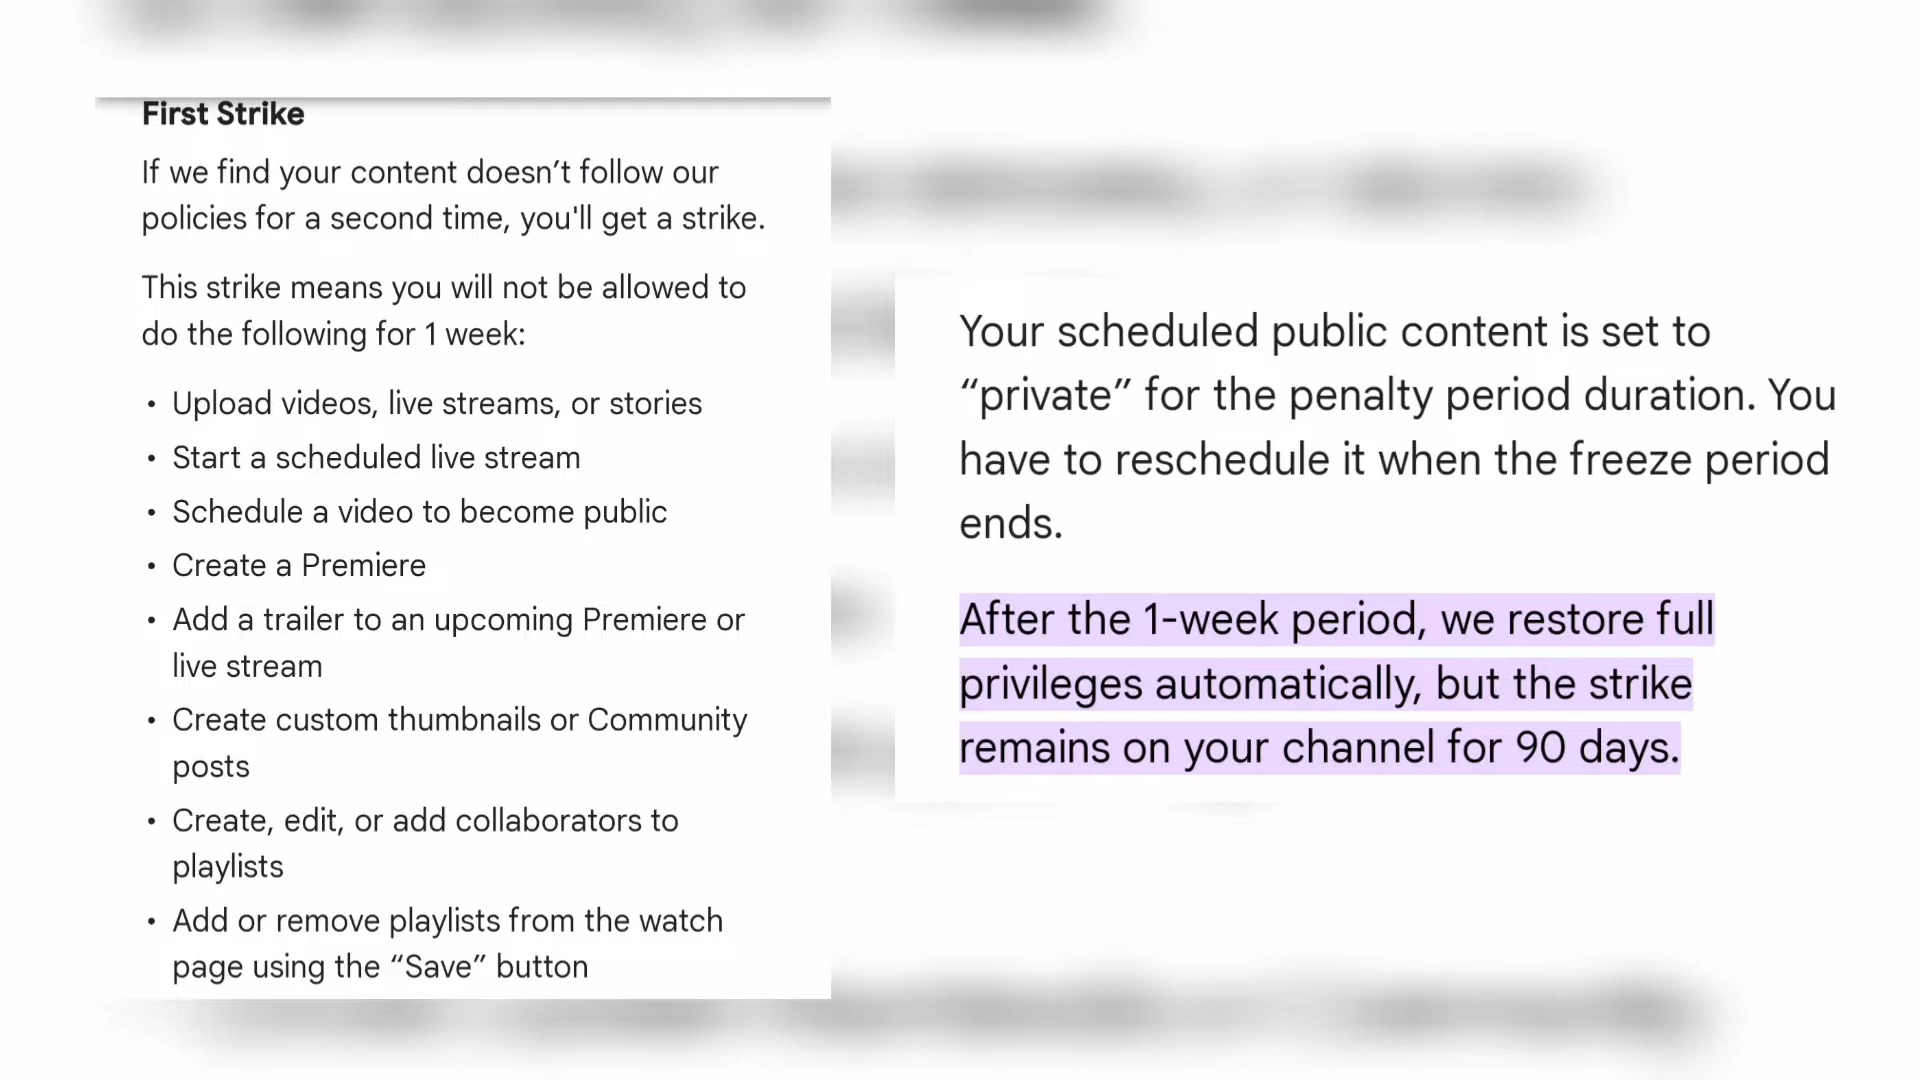 First Strike
If we find your content doesn’t follow our
policies for a second time, you'll get a strike.
This strike means you will not be allowed to
do the following for 1 week:
• Upload videos, live streams, or stories
• Start a scheduled live stream
• Schedule a video to become public
• Create a Premiere
• Add a trailer to an upcoming Premiere or
live stream
• Create custom thumbnails or Community
posts
• Create, edit, or add collaborators to
playlists
• Add or remove playlists from the watch
page using the “Save” button
Your scheduled public content is set to
“private” for the penalty period duration. You
have to reschedule it when the freeze period
ends.
After the 1-week period, we restore full
privileges automatically, but the strike
remains on your channel for 90 days.